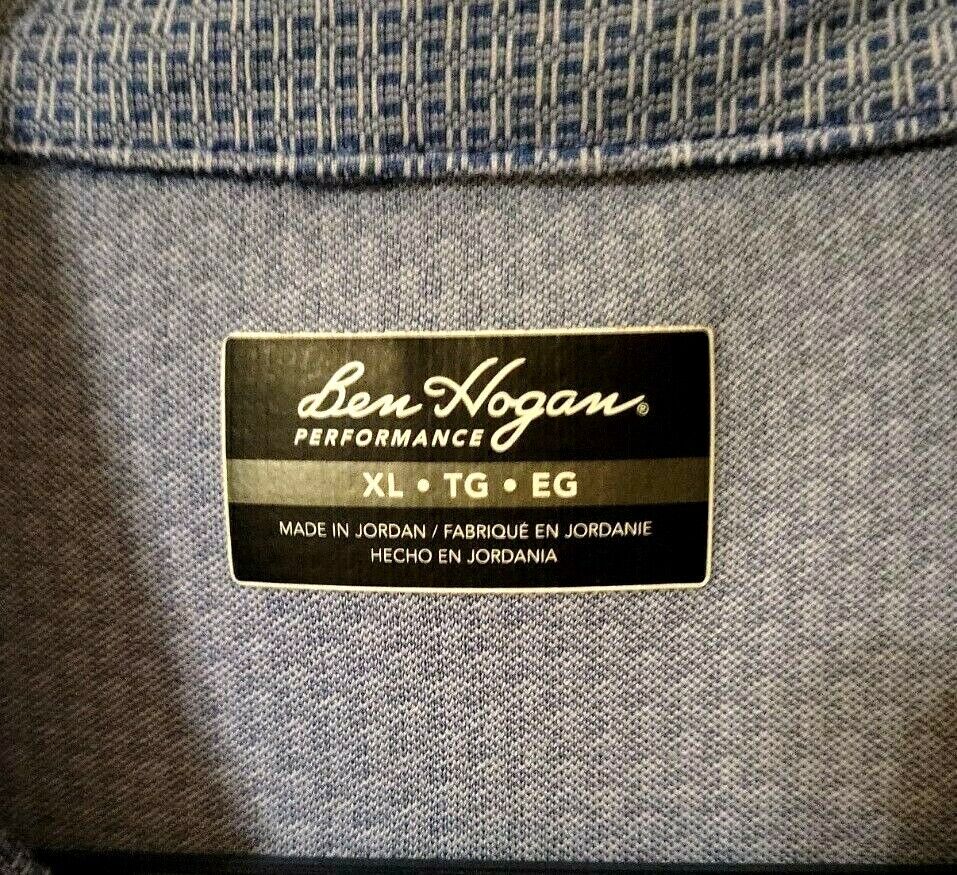 Ben Hogan®
PERFORMANCE
XL • TG • EG
MADE IN JORDAN / FABRIQUÉ EN JORDANIE
HECHO EN JORDANIA